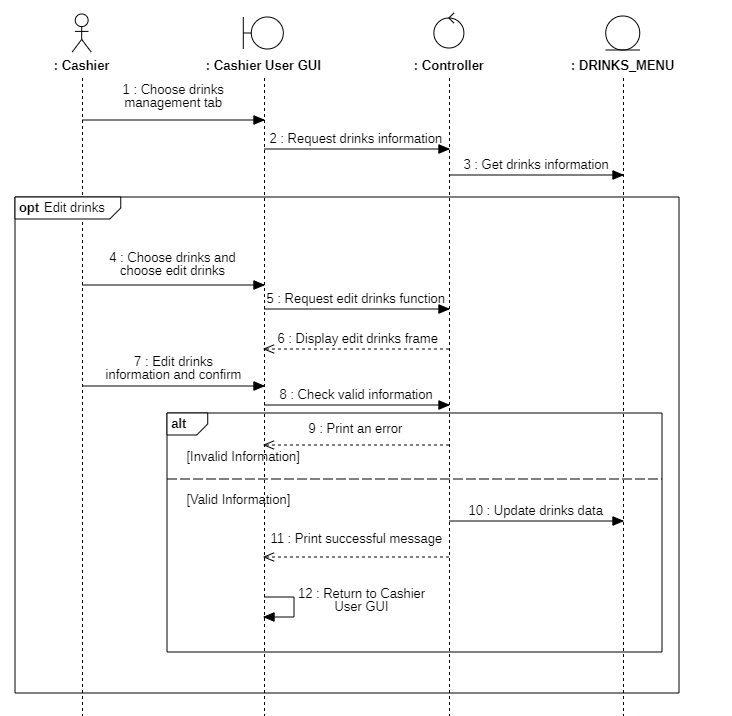 : Cashier
: Cashier User GUI
: Controller
: DRINKS_MENU
1 : Choose drinks
management tab
2 : Request drinks information
3 : Get drinks information
opt Edit drinks
4 : Choose drinks and
choose edit drinks
5 : Request edit drinks function
6 : Display edit drinks frame
7 : Edit drinks
information and confirm
8 : Check valid information
alt
9 : Print an error
[Invalid Information]
[Valid Information]
10 : Update drinks data
11 : Print successful message
12 : Return to Cashier
User GUI